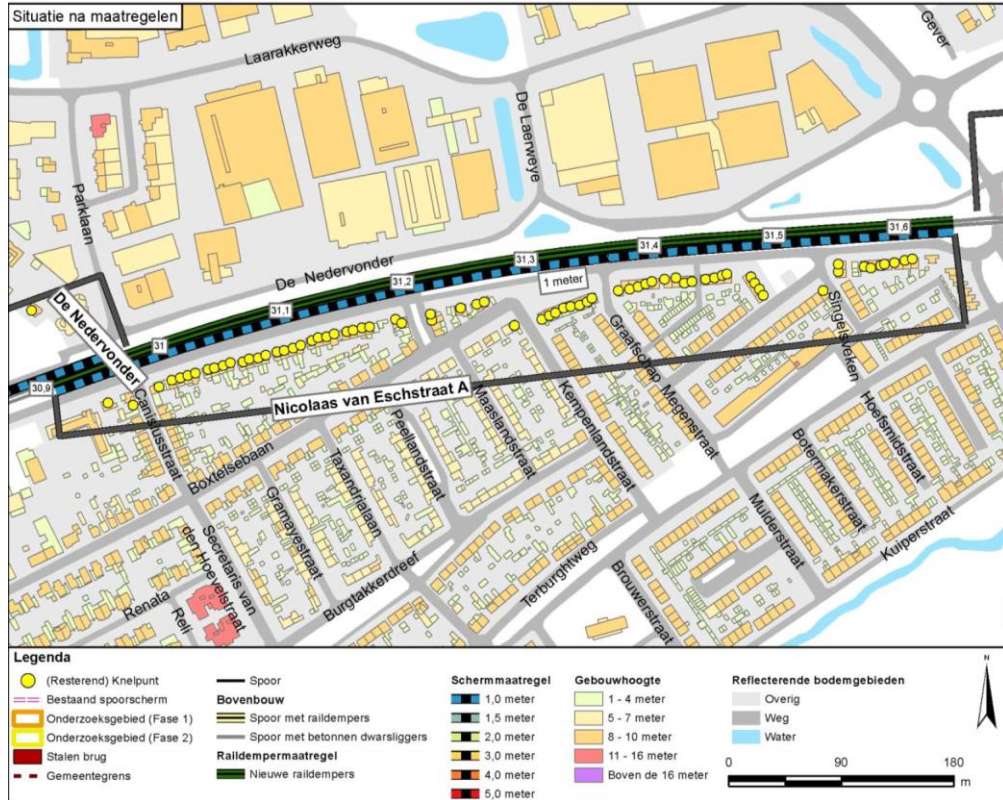 Situatie na maatregelen
Laarakkerweg
Gever
Parklaan
De Laerweye
De Nedervonder
31,6
31,5
31,4
31,3
31,2
31,1
31
30,9
1 meter
De Nedervonder
Nicolaas van Eschstraat A
Canisiusstraat
Boxtelsebaan
Graafschap Megenstraat
Singelsveken
Maaslandstraat
Kempenlandstraat
Peellandstraat
Taxandrialaan
Gramayestraat
Hoefsmidstraat
Botermakerstraat
Mulderstraat
Kuiperstraat
Secretaris van
den Hoevelstraat
Burgtakkerdreef
Terburghtweg
Brouwerstraat
Renata
Reli
Legenda
(Resterend) Knelpunt
Bestaand spoorscherm
Onderzoeksgebied (Fase 1)
Onderzoeksgebied (Fase 2)
Stalen brug
Gemeentegrens
Spoor
Bovenbouw
Spoor met raildempers
Spoor met betonnen dwarsliggers
Raildempermaatregel
Nieuwe raildempers
Schermmaatregel
1,0 meter
1,5 meter
2,0 meter
3,0 meter
4,0 meter
5,0 meter
Gebouwhoogte
1 - 4 meter
5 - 7 meter
8 - 10 meter
11 - 16 meter
Boven de 16 meter
Reflecterende bodemgebieden
Overig
Weg
Water
N
0 90 180
m